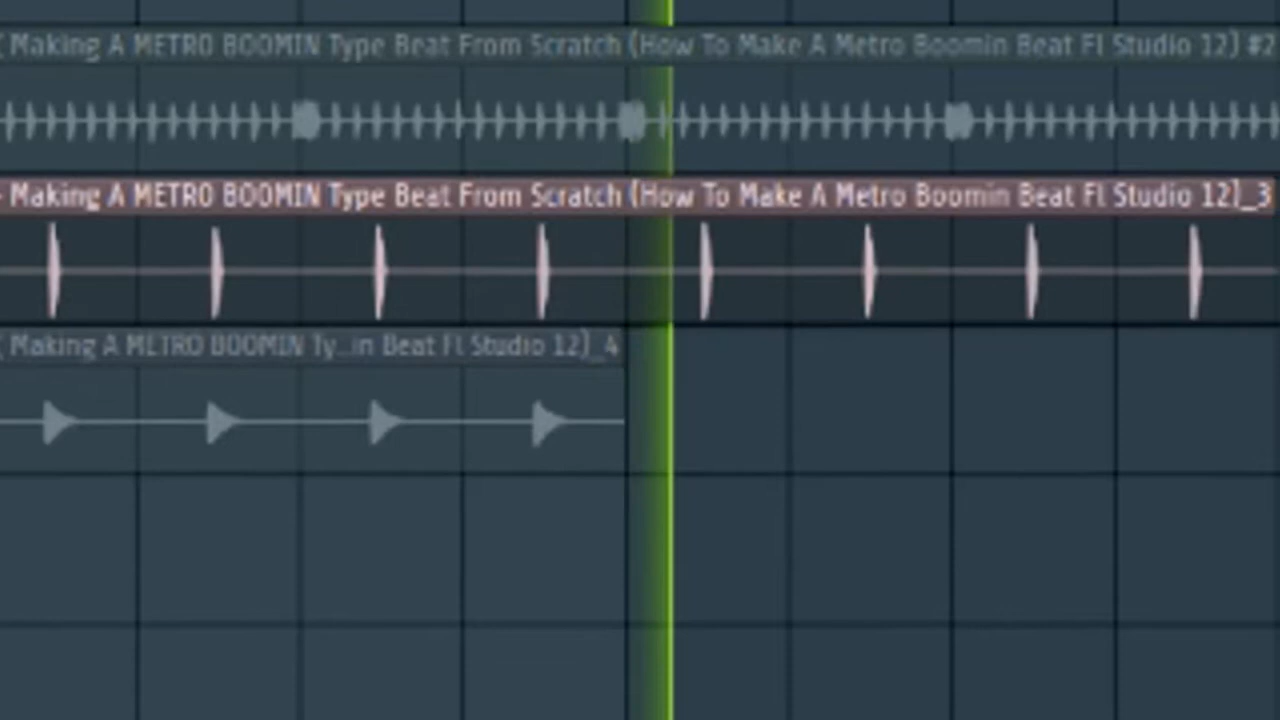 ( Making A METRO BOOMIN Type Beat From Scratch (How To Make A Metro Boomin Beat Fl Studio 12) #2
Making A METRO BOOMIN Type Beat From Scratch (How To Make A Metro Boomin Beat Fl Studio 12)_3
( Making A METRO BOOMIN Ty...in Beat Fl Studio 12)_4